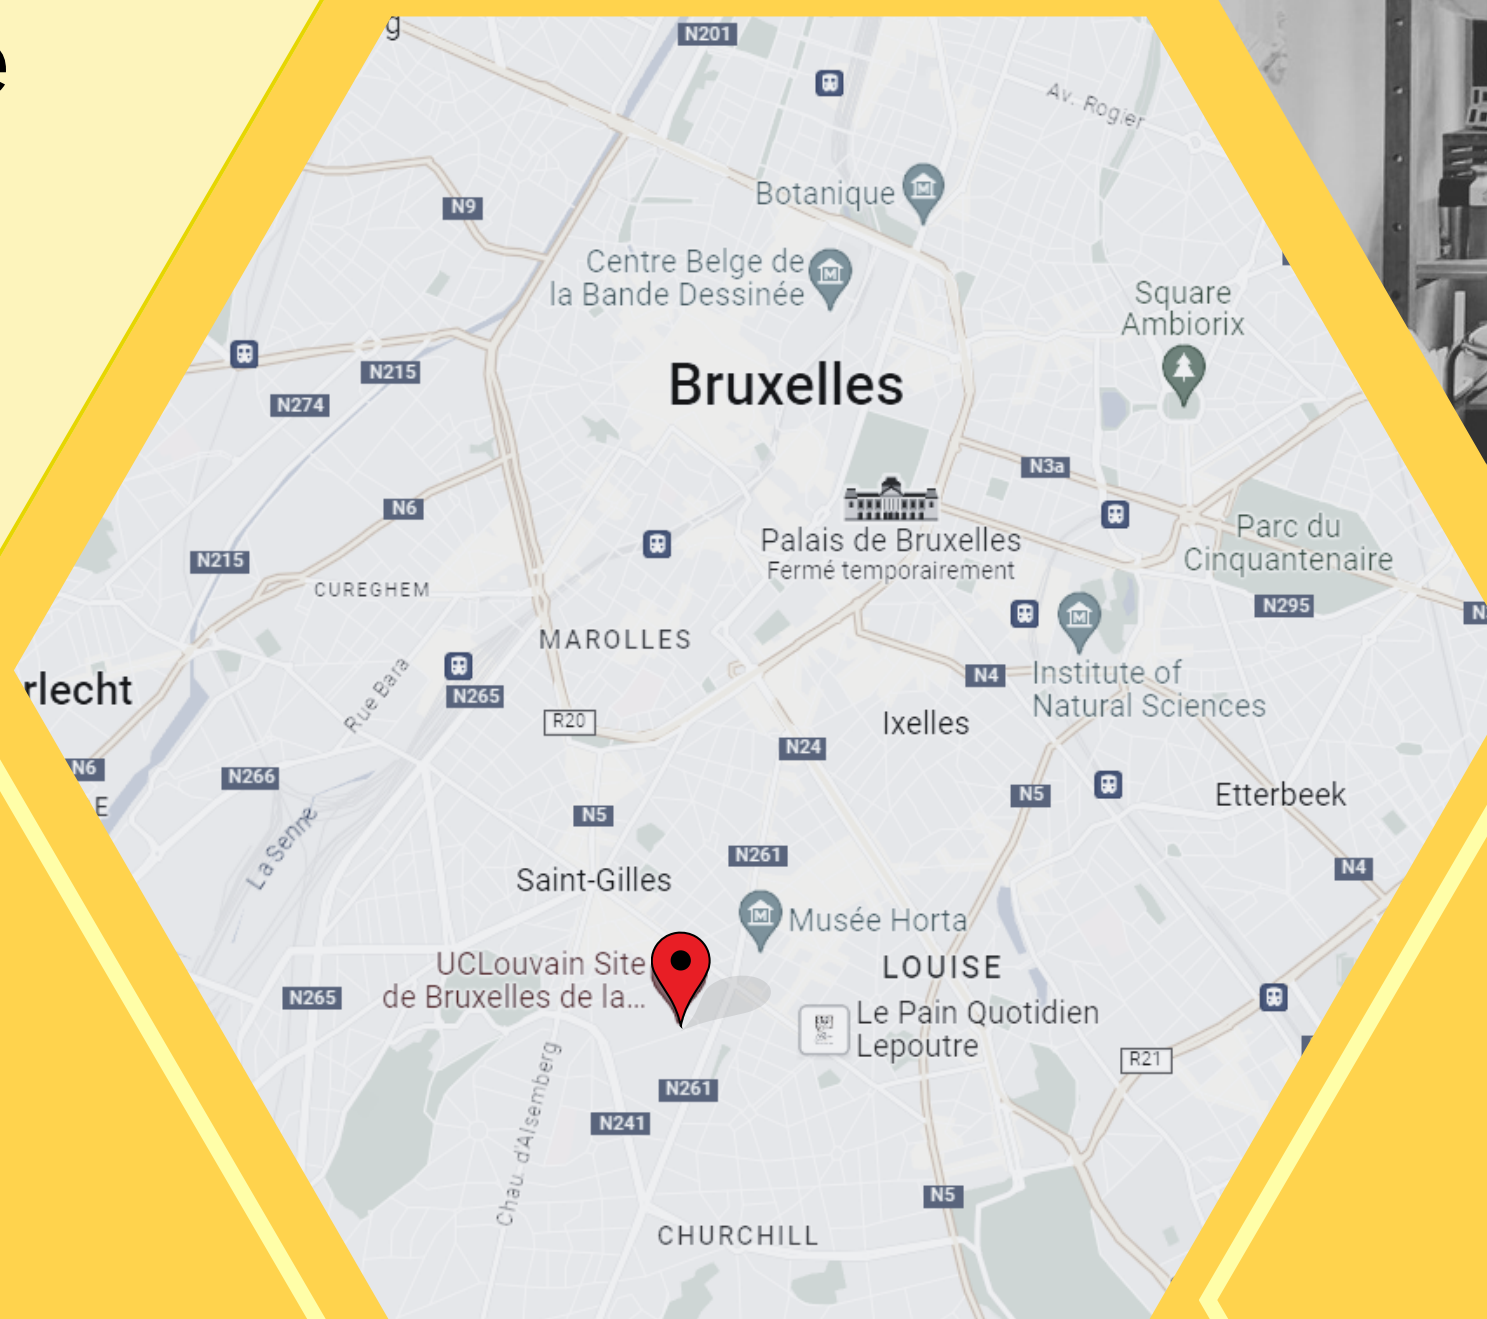 e
g
N201
Av. Rogier
Botanique
N9
Centre Belge de
la Bande Dessinée
Square
Ambiorix
N215
Bruxelles
N274
N3a
N6
Parc du
Cinquantenaire
Palais de Bruxelles
Fermé temporairement
N215
CUREGHEM
N295
N
MAROLLES
Rue Bara
N4
Institute of
Natural Sciences
rlecht
N265
R20
Ixelles
N24
N6
N266
N5
Etterbeek
E
N5
La Senne
N261
N4
Saint-Gilles
Musée Horta
UCLouvain Site
de Bruxelles de la...
LOUISE
N265
Le Pain Quotidien
Lepoutre
R21
Chau. d'Alsemberg
N261
N241
N5
CHURCHILL